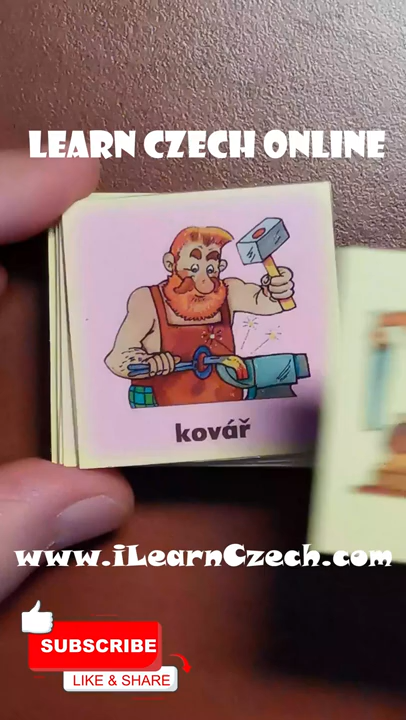 LEARN CZECH ONLINE
kovář
www.iLearnCzech.com
SUBSCRIBE
LIKE & SHARE